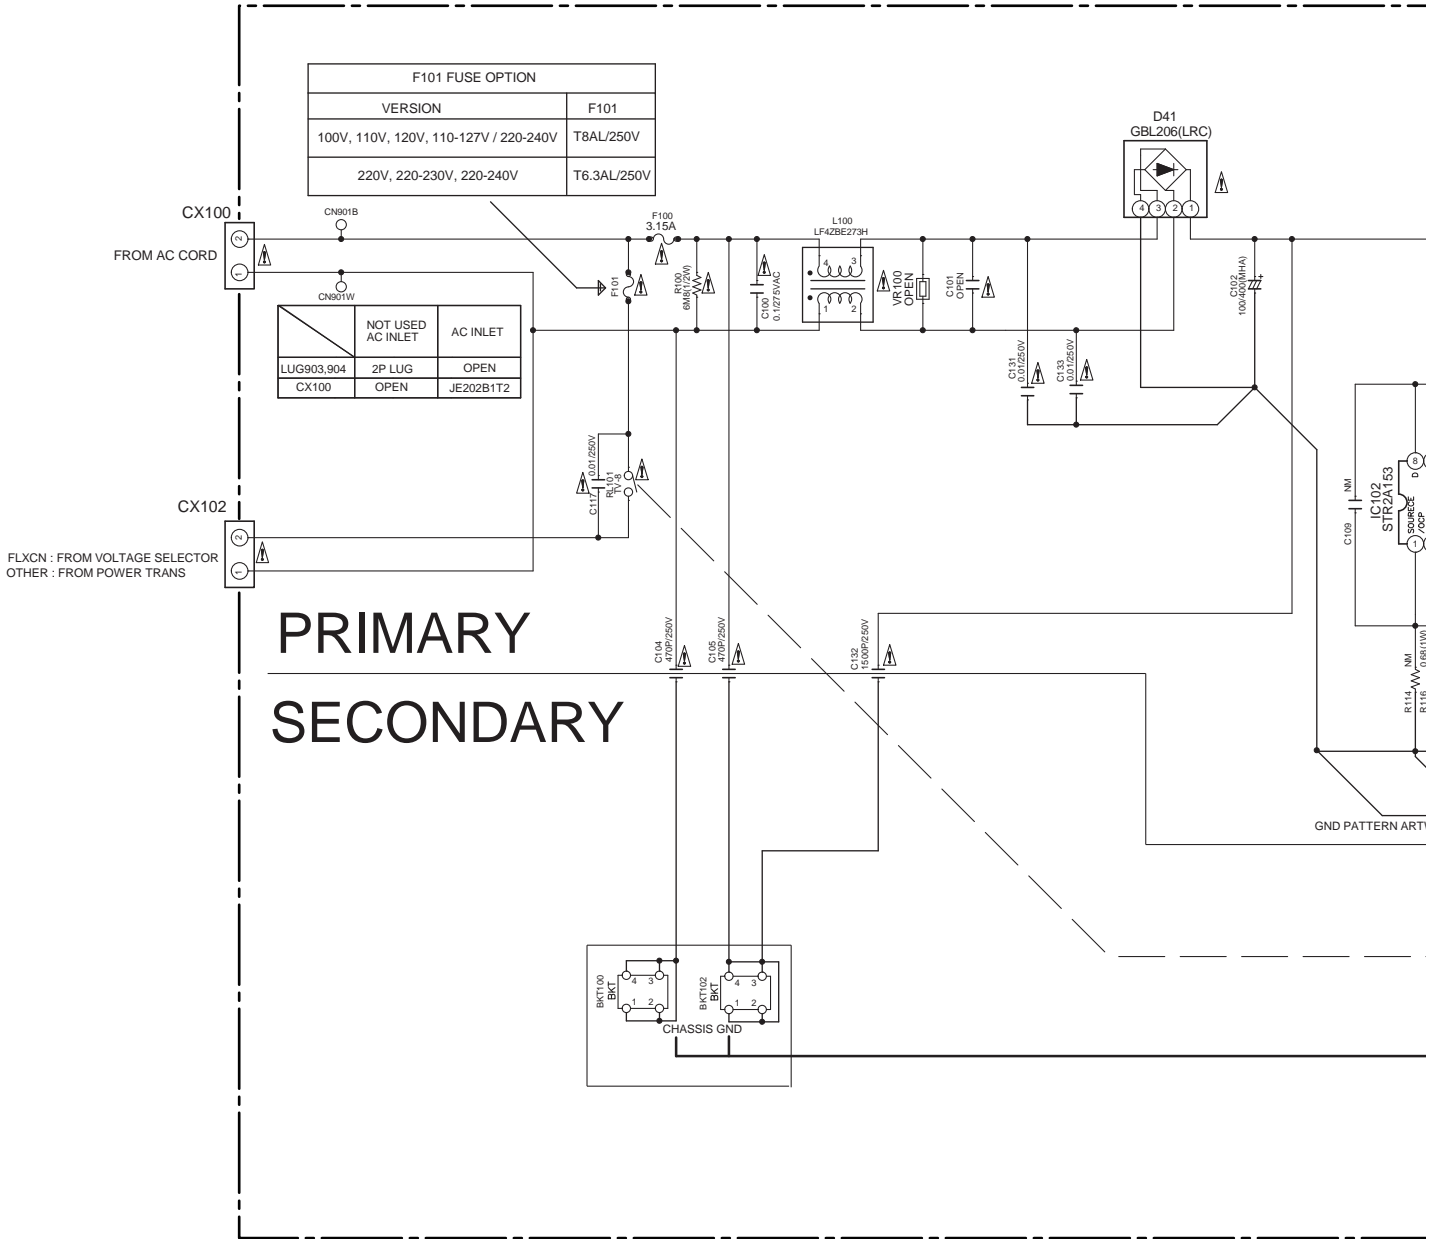 F101 FUSE OPTION
VERSION F101
100V, 110V, 120V, 110-127V / 220-240V T8AL/250V
220V, 220-230V, 220-240V T6.3AL/250V
D41
GBL206(LRC)
4 3 2 1
CX100
2
1
FROM AC CORD
CN901B
CN901W
F100
3.15A
L100
LF4ZBE273H
4 3
1 2
F101
R100
6M8(1/2W)
C100
0.1/275VAC
VR100
OPEN
C101
OPEN
C102
100/400(MHA)
+
NOT USED
AC INLET
AC INLET
LUG903,904 2P LUG OPEN
CX100 OPEN JE202B1T2
C131
0.01/250V
C133
0.01/250V
C117
0.01/250V
RL101
TV-8
CX102
2
1
FLXCN : FROM VOLTAGE SELECTOR
OTHER : FROM POWER TRANS
C109
NM
IC102
STR2A153
8
D
SOURECE
/OCP
1
PRIMARY
SECONDARY
C104
470P/250V
C105
470P/250V
C132
1500P/250V
R114
NM
R116
0.68(1W)
GND PATTERN ART
BKT100
BKT
4 3
1 2
BKT102
BKT
4 3
1 2
CHASSIS GND